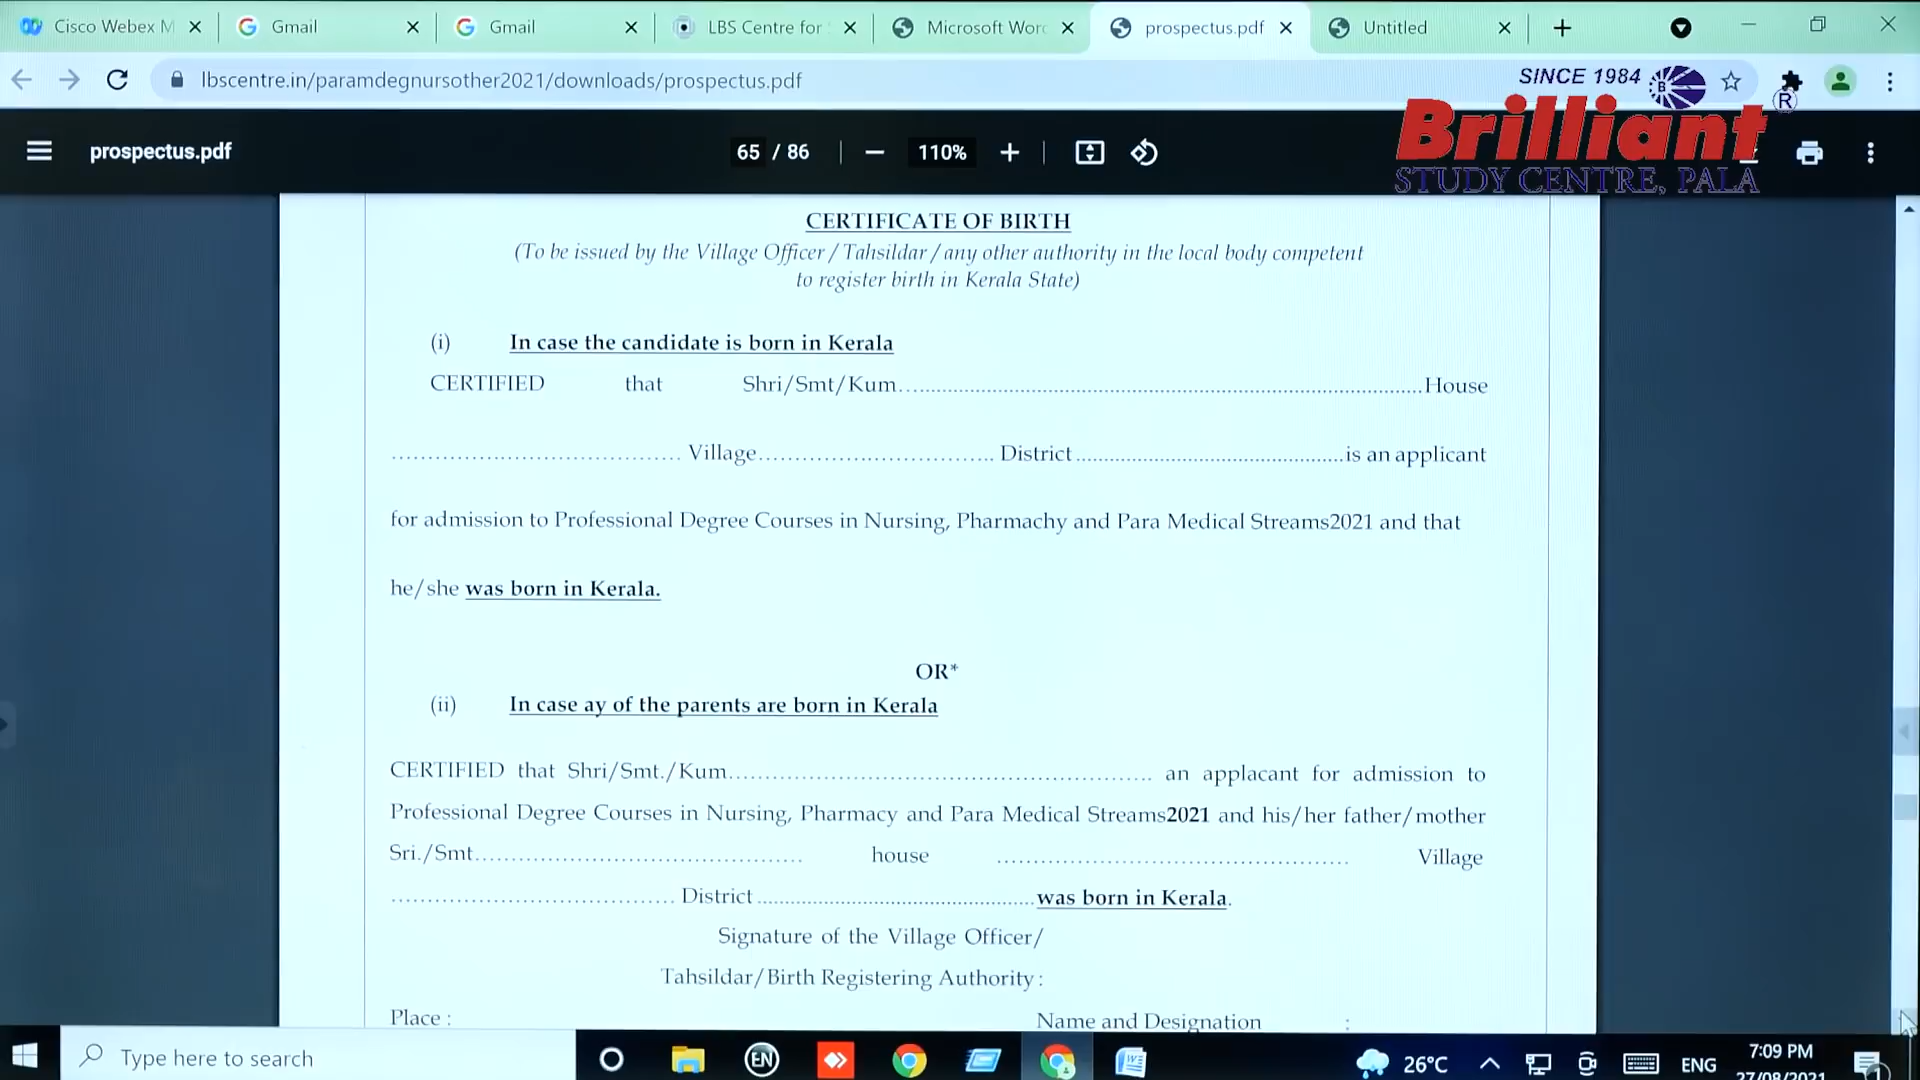 Cisco Webex M
Gmail
Gmail
LBS Centre for
Microsoft Word
prospectus.pdf
Untitled
lbscentre.in/paramdegnursother2021/downloads/prospectus.pdf
SINCE 1984
Brilliant
STUDY CENTRE, PALA
prospectus.pdf
65 / 86
110%
CERTIFICATE OF BIRTH
(To be issued by the Village Officer / Tahsildar / any other authority in the local body competent
to register birth in Kerala State)
(i) In case the candidate is born in Kerala
CERTIFIED that Shri/Smt/Kum....................House
.................... Village.................... District....................is an applicant
for admission to Professional Degree Courses in Nursing, Pharmachy and Para Medical Streams2021 and that
he/she was born in Kerala.
OR*
(ii) In case ay of the parents are born in Kerala
CERTIFIED that Shri/Smt./Kum.................... an applacant for admission to
Professional Degree Courses in Nursing, Pharmacy and Para Medical Streams2021 and his/her father/mother
Sri./Smt.................... house .................... Village
.................... District ....................was born in Kerala.
Signature of the Village Officer/
Tahsildar/Birth Registering Authority :
Place :
Name and Designation :
Type here to search
EN
26°C
ENG
7:09 PM
27/08/2021
1